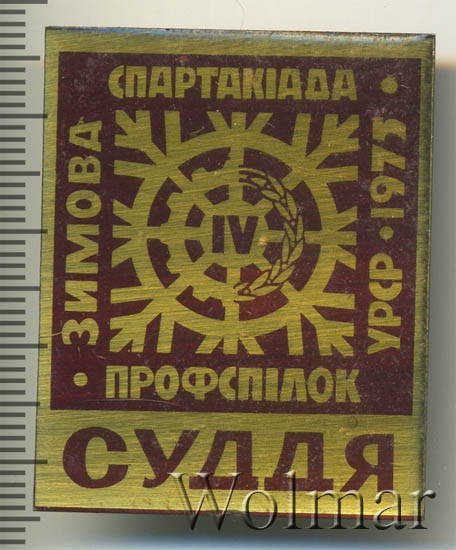 СПАРТАКІАДА
ЗИМОВА
IV
УРСР · 1975
ПРОФСПІЛОК
СУДДЯ
Wolmar